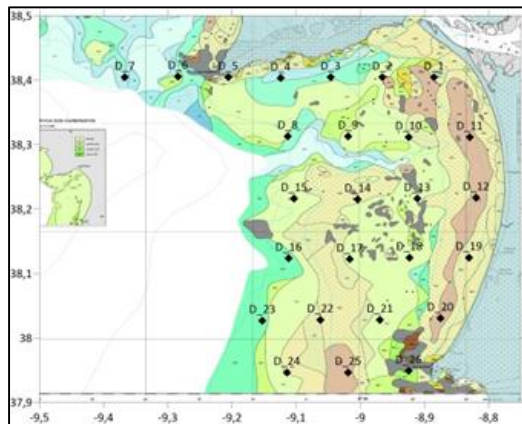 38,5
D_7 D_6 D_5 D_4 D_3 D_2 D_1
38,4
D_8 D_9 D_10 D_11
38,3
D_15 D_14 D_13 D_12
38,2
D_16 D_17 D_18 D_19
38,1
D_23 D_22 D_21 D_20
38
D_24 D_25 D_26
37,9
-9,5 -9,4 -9,3 -9,2 -9,1 -9 -8,9 -8,8